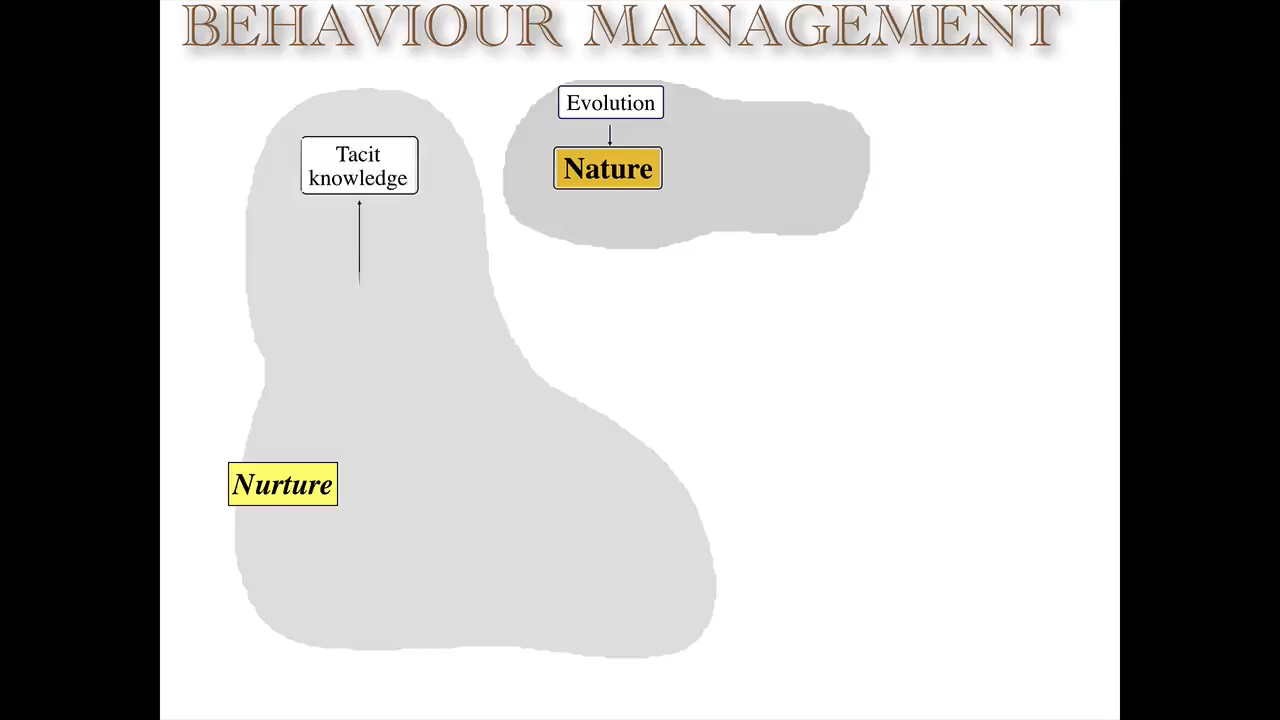 BEHAVIOUR MANAGEMENT
Evolution
Nature
Tacit
knowledge
Nurture